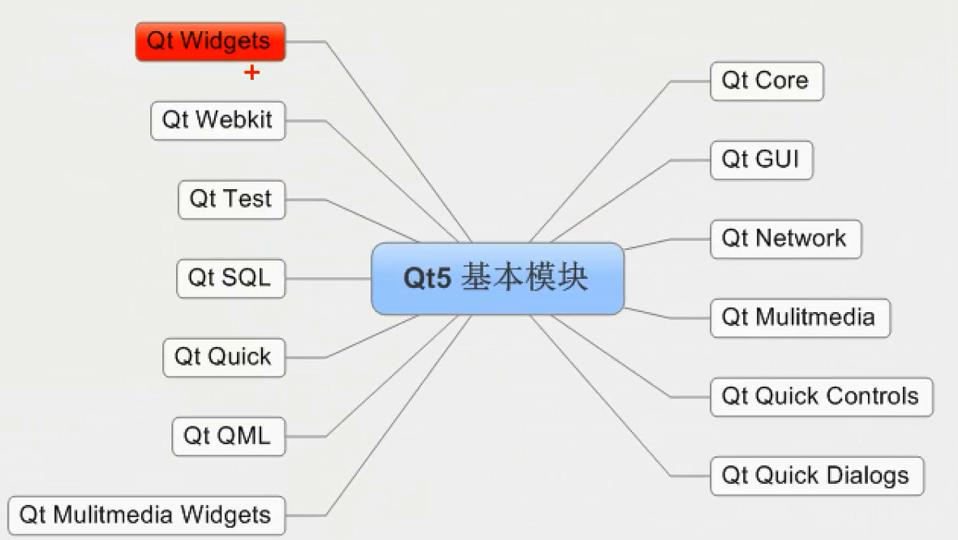 Qt5 基本模块
Qt Core
Qt GUI
Qt Network
Qt Mulitmedia
Qt Quick Controls
Qt Quick Dialogs
Qt Widgets
Qt Webkit
Qt Test
Qt SQL
Qt Quick
Qt QML
Qt Mulitmedia Widgets